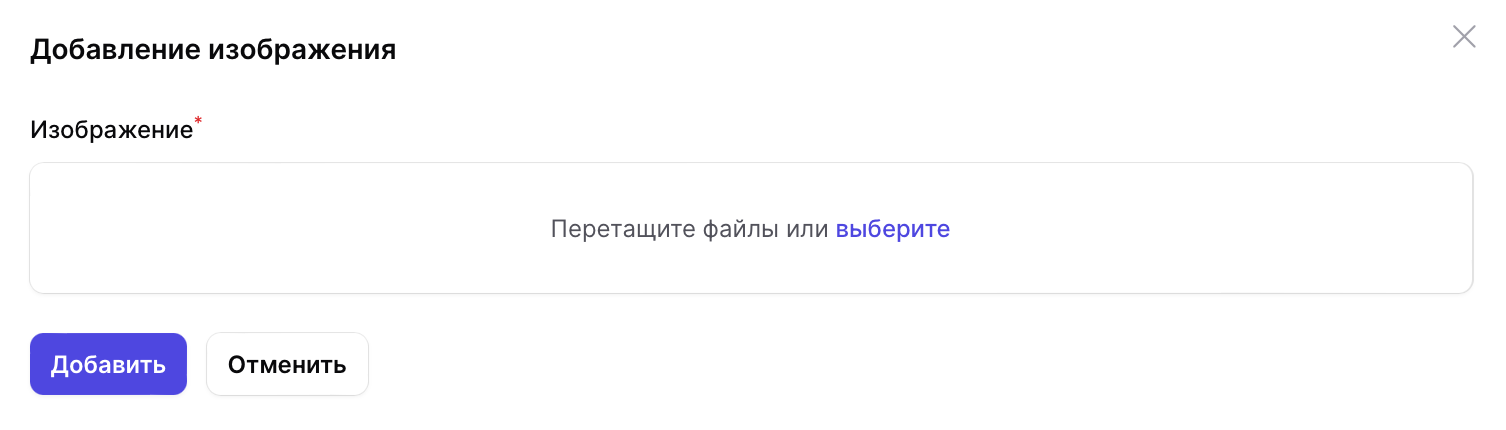 Добавление изображения
Изображение*
Перетащите файлы или выберите
Добавить
Отменить